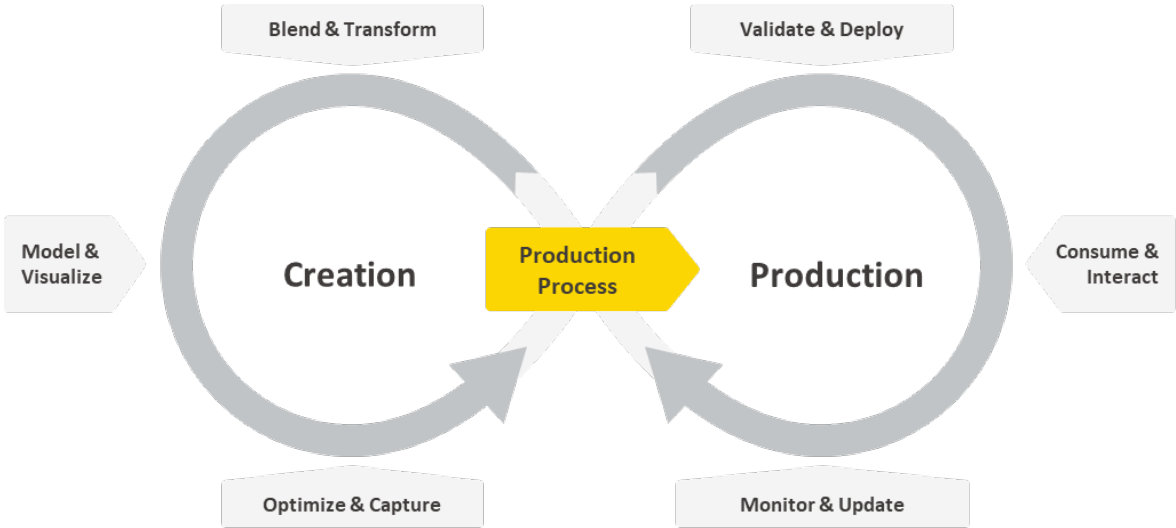 Blend & Transform
Validate & Deploy
Model &
Visualize
Creation
Production
Process
Production
Consume &
Interact
Optimize & Capture
Monitor & Update